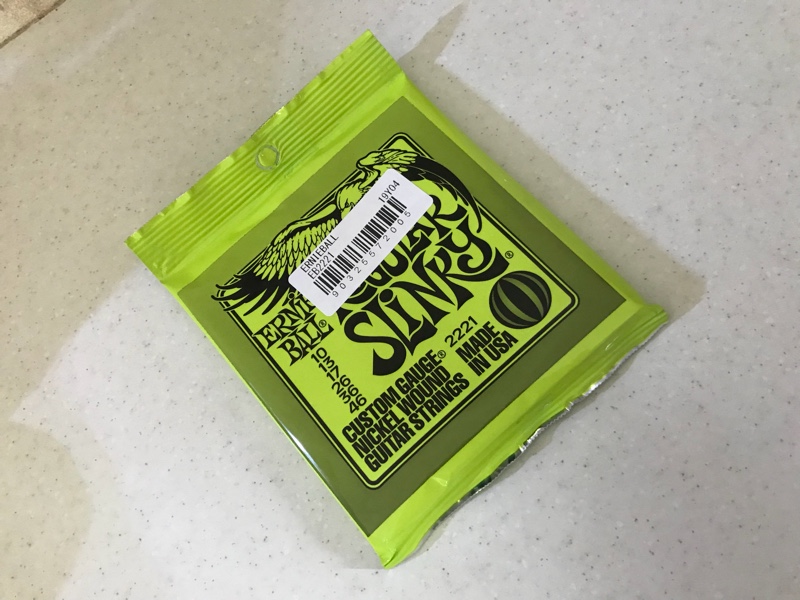 ERNIEBALL 19Y04
EB2221
90325572005
ERNIE
BALL®
REGULAR
SLINKY®
10
13
17
26
36
46
2221
CUSTOM GAUGE®
NICKEL WOUND
GUITAR STRINGS
MADE
IN USA